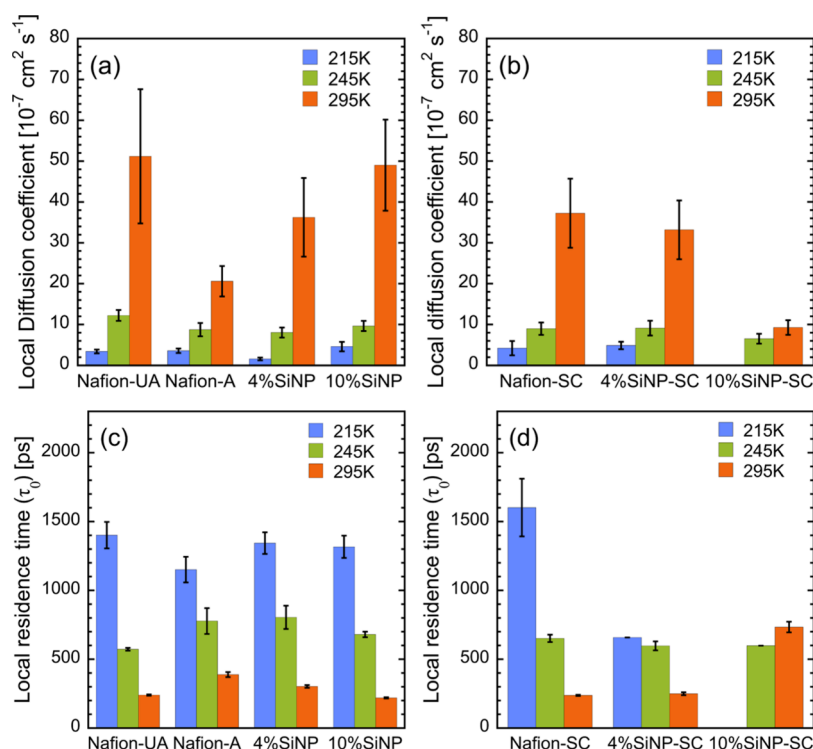 (a)
215K
245K
295K
Local Diffusion coefficient [10⁻⁷ cm² s⁻¹]
80
70
60
50
40
30
20
10
0
Nafion-UA Nafion-A 4%SiNP 10%SiNP
(b)
215K
245K
295K
Local diffusion coefficient [10⁻⁷ cm² s⁻¹]
80
70
60
50
40
30
20
10
0
Nafion-SC 4%SiNP-SC 10%SiNP-SC
(c)
215K
245K
295K
Local residence time (τ₀) [ps]
2000
1500
1000
500
0
Nafion-UA Nafion-A 4%SiNP 10%SiNP
(d)
215K
245K
295K
Local residence time (τ₀) [ps]
2000
1500
1000
500
0
Nafion-SC 4%SiNP-SC 10%SiNP-SC